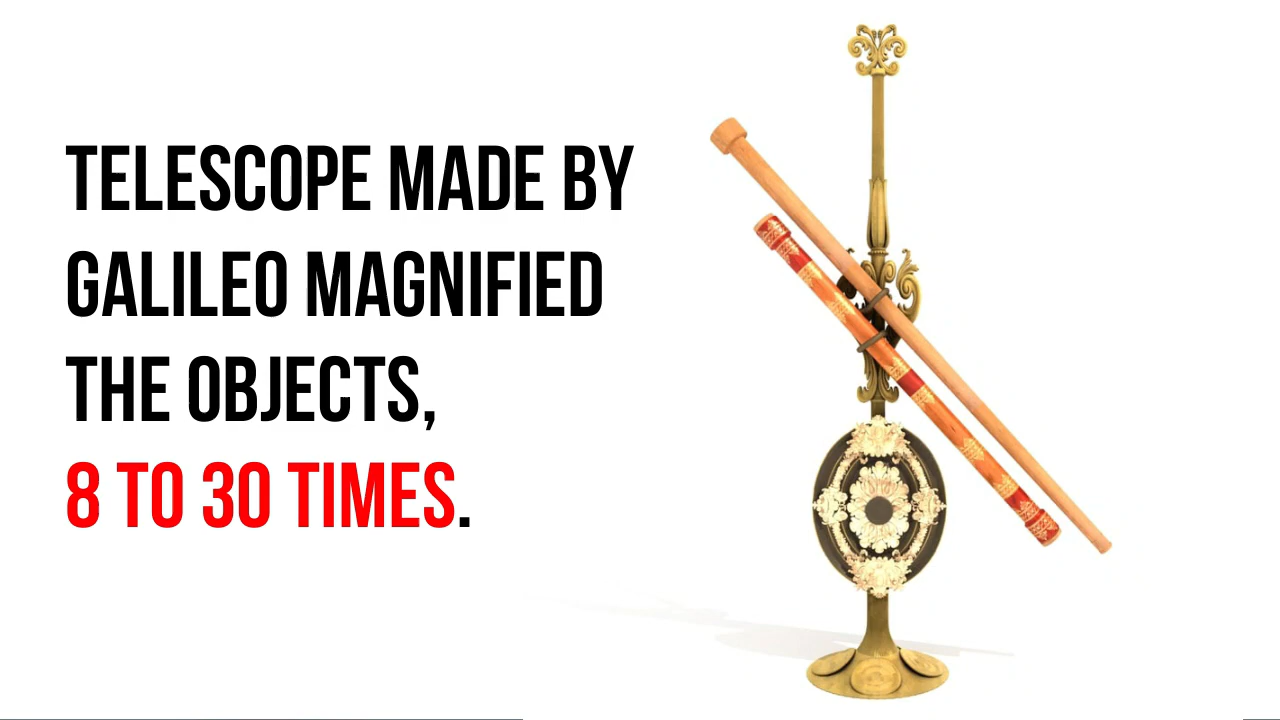 TELESCOPE MADE BY
GALILEO MAGNIFIED
THE OBJECTS,
8 TO 30 TIMES.